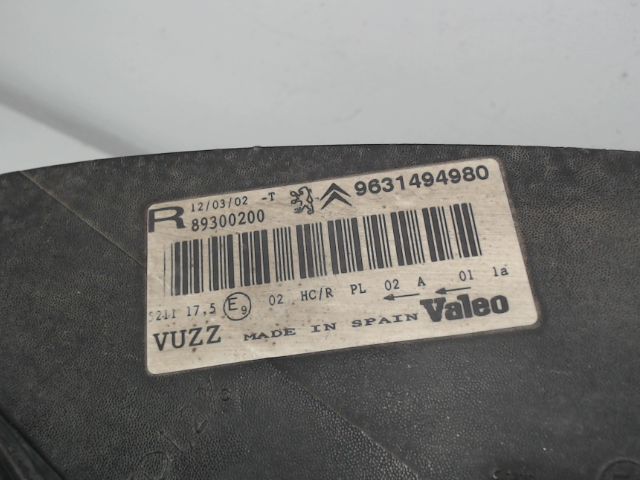 12/03/02 -T 9631494980
R 89300200
5211 17.5 E9 02 HC/R PL 02 A 01 1a
VUZZ MADE IN SPAIN Valeo